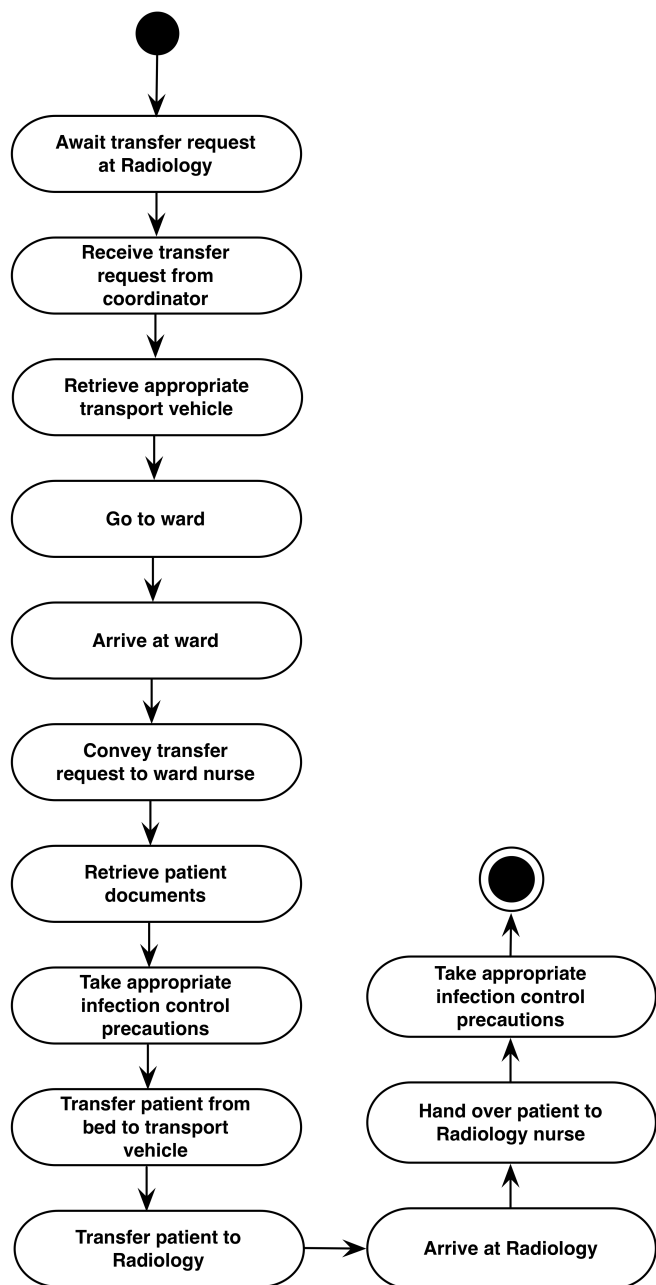 Await transfer request
at Radiology
Receive transfer
request from
coordinator
Retrieve appropriate
transport vehicle
Go to ward
Arrive at ward
Convey transfer
request to ward nurse
Retrieve patient
documents
Take appropriate
infection control
precautions
Transfer patient from
bed to transport
vehicle
Transfer patient to
Radiology
Arrive at Radiology
Hand over patient to
Radiology nurse
Take appropriate
infection control
precautions